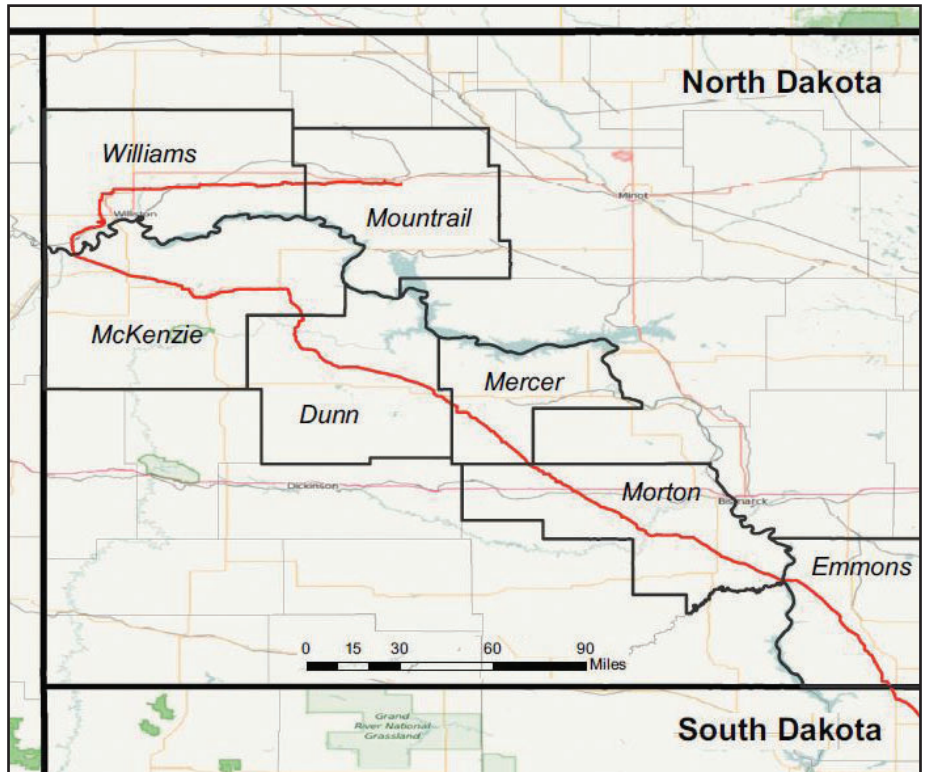 North Dakota
Williams
Mountrail
Minot
Williston
McKenzie
Mercer
Dunn
Dickinson
Morton
Bismarck
Emmons
0 15 30 60 90
Miles
Grand
River National
Grassland
South Dakota